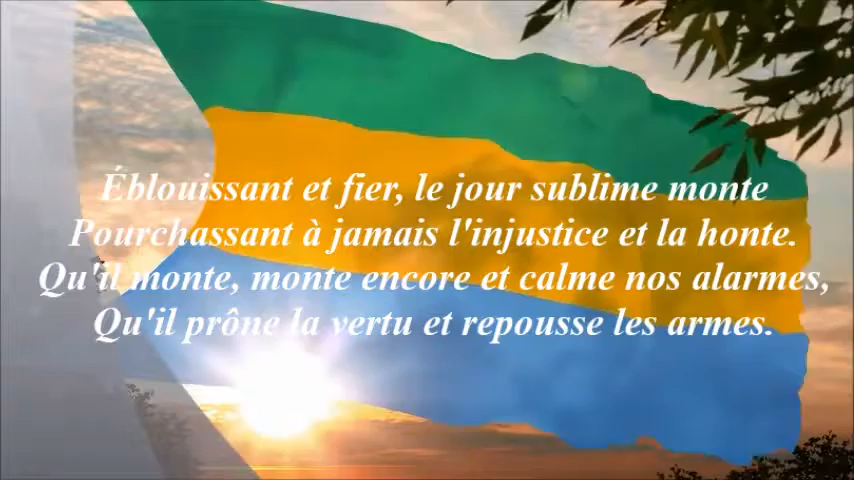 Éblouissant et fier, le jour sublime monte
Pourchassant à jamais l'injustice et la honte.
Qu'il monte, monte encore et calme nos alarmes,
Qu'il prône la vertu et repousse les armes.